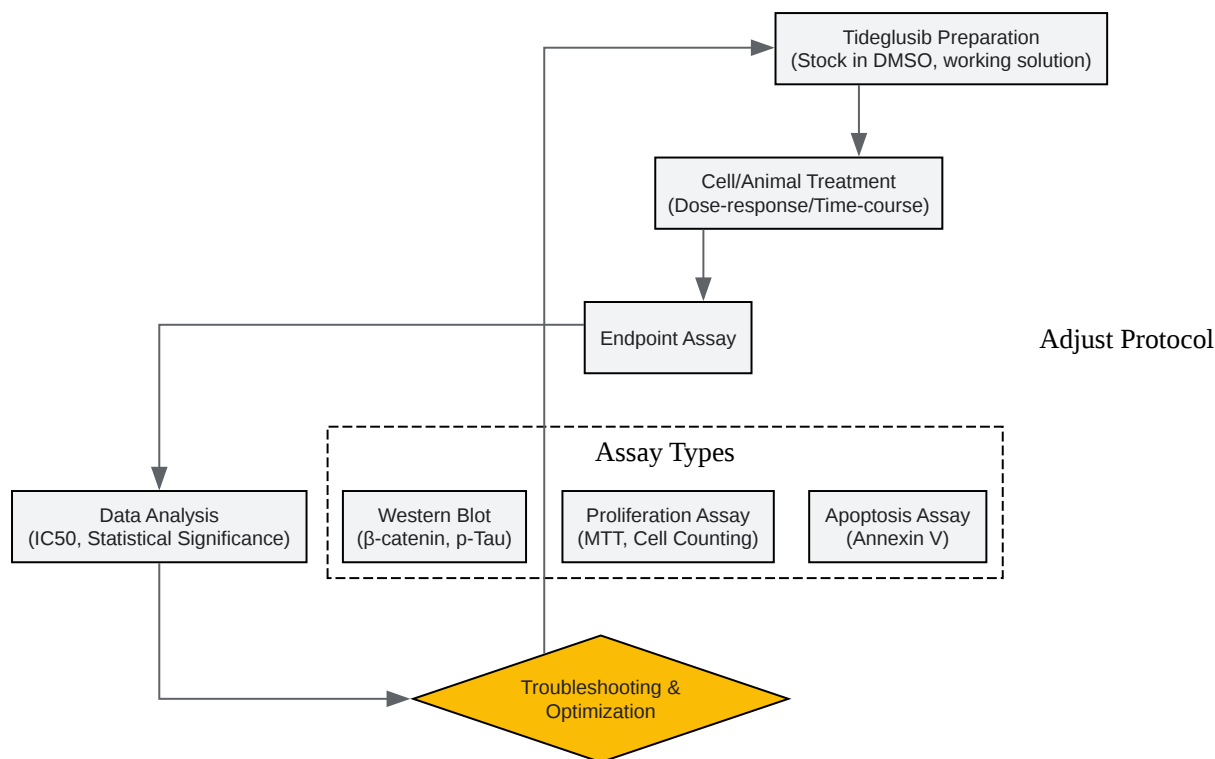 Tideglusib Preparation
(Stock in DMSO, working solution)
Cell/Animal Treatment
(Dose-response/Time-course)
Endpoint Assay
Adjust Protocol
Assay Types
Data Analysis
(IC50, Statistical Significance)
Western Blot
(β-catenin, p-Tau)
Proliferation Assay
(MTT, Cell Counting)
Apoptosis Assay
(Annexin V)
Troubleshooting &
Optimization